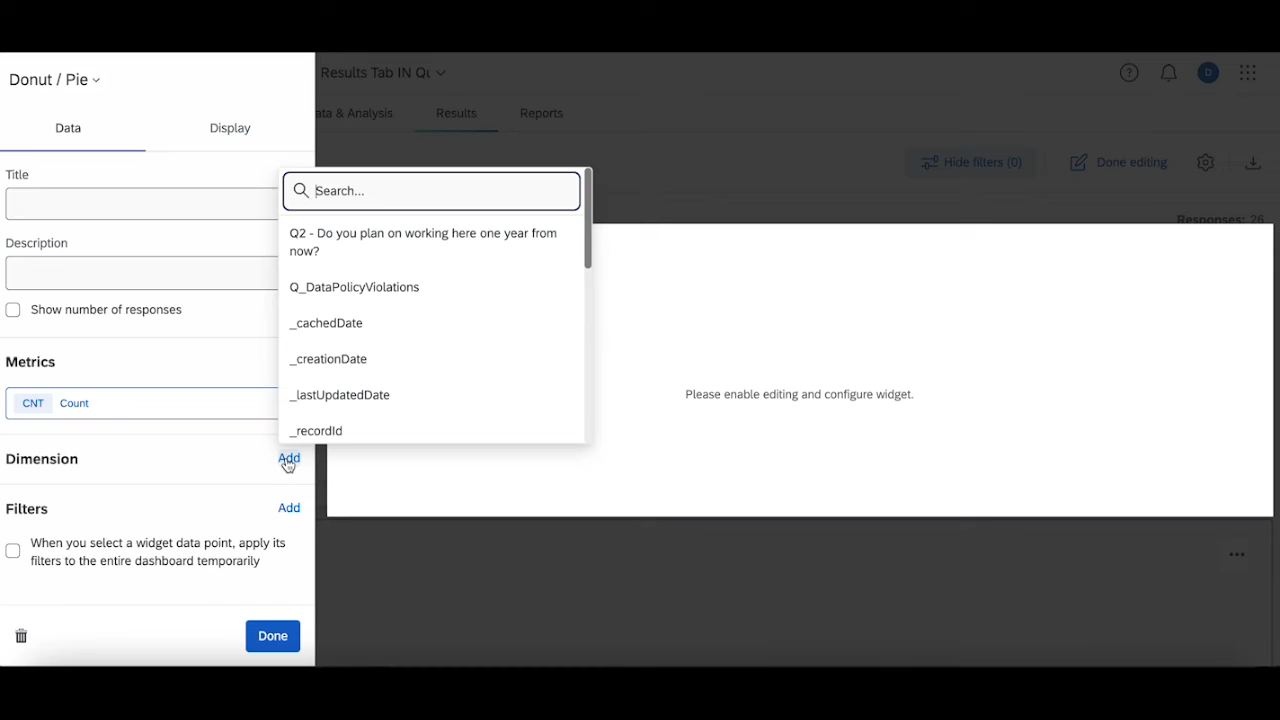 Donut / Pie
Results Tab IN Qu
D
Data
Display
ata & Analysis
Results
Reports
Hide filters (0)
Done editing
Title
Search...
Responses: 26
Description
Q2 - Do you plan on working here one year from
now?
Q_DataPolicyViolations
Show number of responses
_cachedDate
Metrics
_creationDate
CNT Count
_lastUpdatedDate
Please enable editing and configure widget.
_recordId
Dimension
Add
Filters
Add
When you select a widget data point, apply its
filters to the entire dashboard temporarily
Done